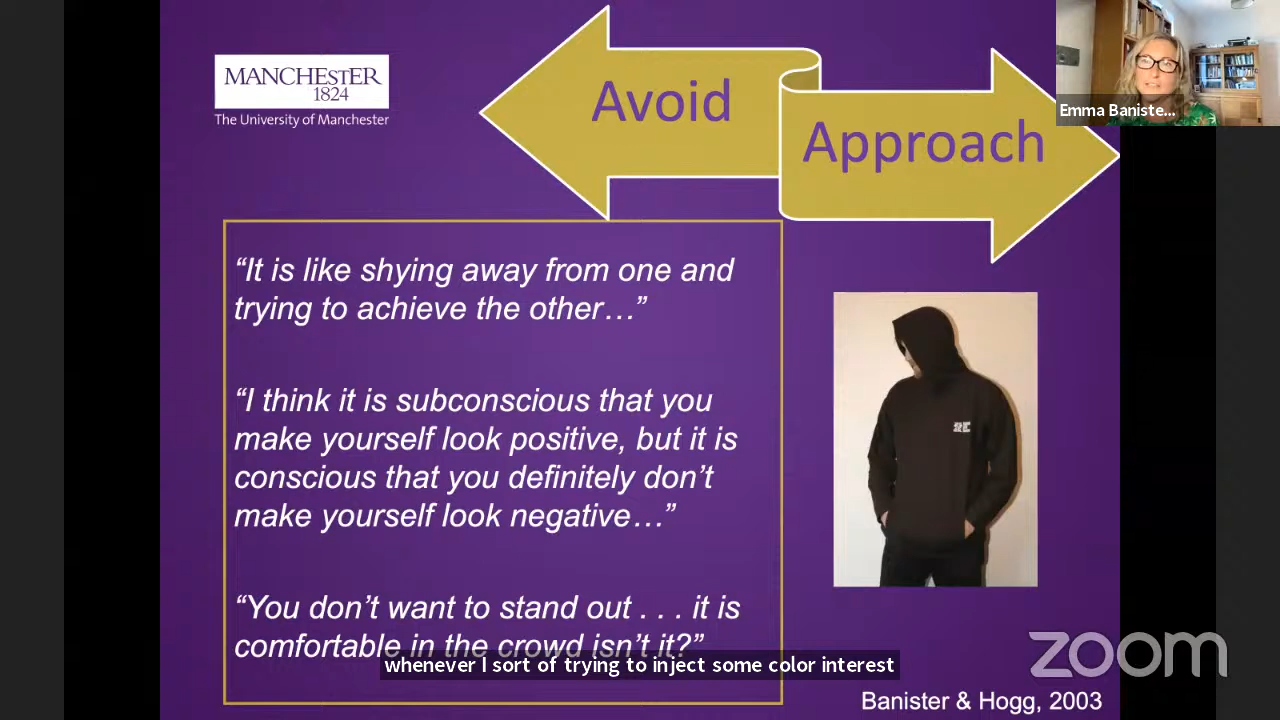 MANCHESTER
1824
The University of Manchester
Avoid
Approach
Emma Baniste...
“It is like shying away from one and
trying to achieve the other…”
“I think it is subconscious that you
make yourself look positive, but it is
conscious that you definitely don’t
make yourself look negative…”
“You don’t want to stand out . . . it is
comfortable in the crowd isn’t it?”
whenever I sort of trying to inject some color interest
zoom
Banister & Hogg, 2003